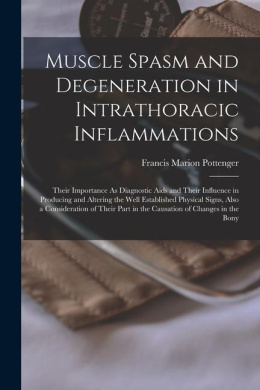 Muscle Spasm and
Degeneration in
Intrathoracic
Inflammations
Francis Marion Pottenger
Their Importance As Diagnostic Aids and Their Influence in
Producing and Altering the Well Established Physical Signs, Also
a Consideration of Their Part in the Causation of Changes in the
Bony